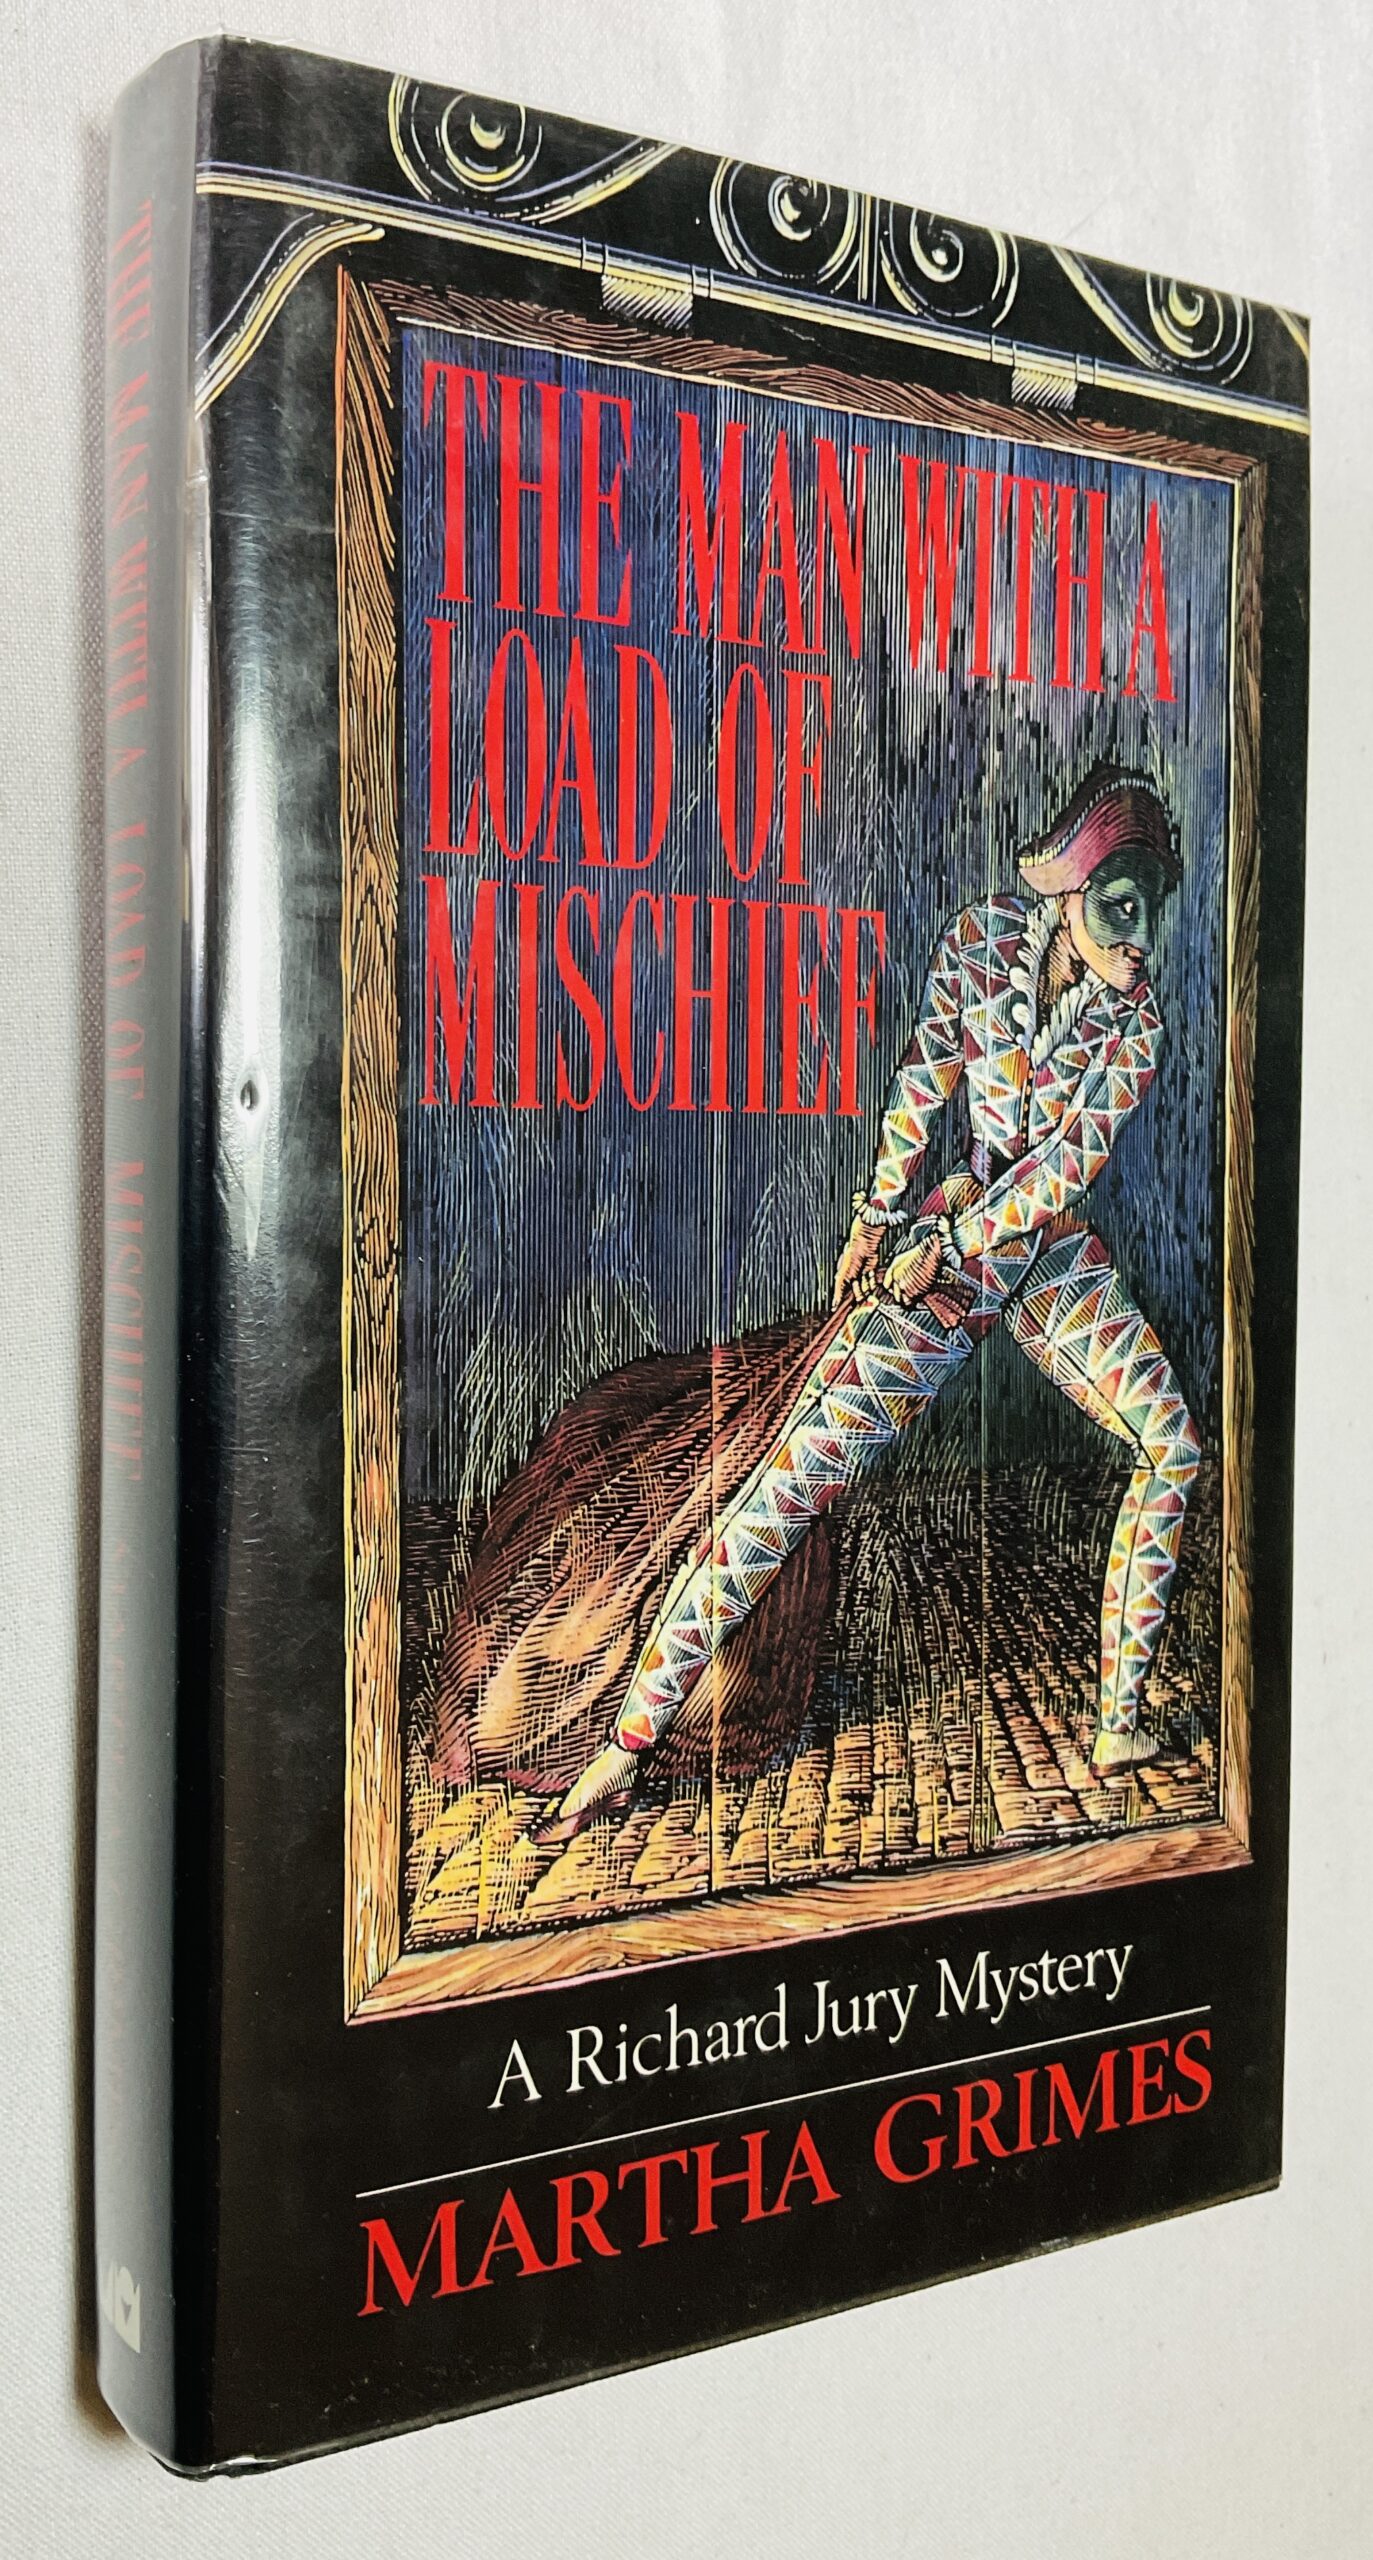 THE MAN WITH A
LOAD OF
MISCHIEF
A Richard Jury Mystery
MARTHA GRIMES
THE MAN WITH A LOAD OF MISCHIEF